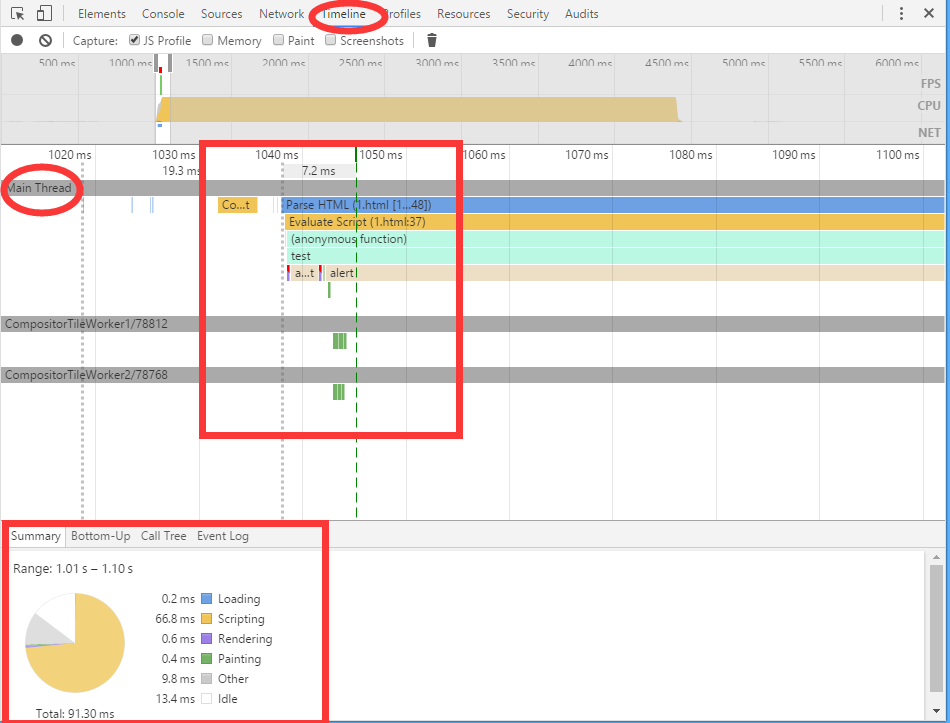 Elements Console Sources Network Timeline Profiles Resources Security Audits
Capture: JS Profile Memory Paint Screenshots
500 ms 1000 ms 1500 ms 2000 ms 2500 ms 3000 ms 3500 ms 4000 ms 4500 ms 5000 ms 5500 ms 6000 ms
FPS
CPU
NET
1020 ms 1030 ms 1040 ms 1050 ms 1060 ms 1070 ms 1080 ms 1090 ms 1100 ms
19.3 ms 7.2 ms
Main Thread
Co...t Parse HTML (1.html [1...48])
Evaluate Script (1.html:37)
(anonymous function)
test
a...t alert
CompositorTileWorker1/78812
CompositorTileWorker2/78768
Summary Bottom-Up Call Tree Event Log
Range: 1.01 s – 1.10 s
0.2 ms Loading
66.8 ms Scripting
0.6 ms Rendering
0.4 ms Painting
9.8 ms Other
13.4 ms Idle
Total: 91.30 ms